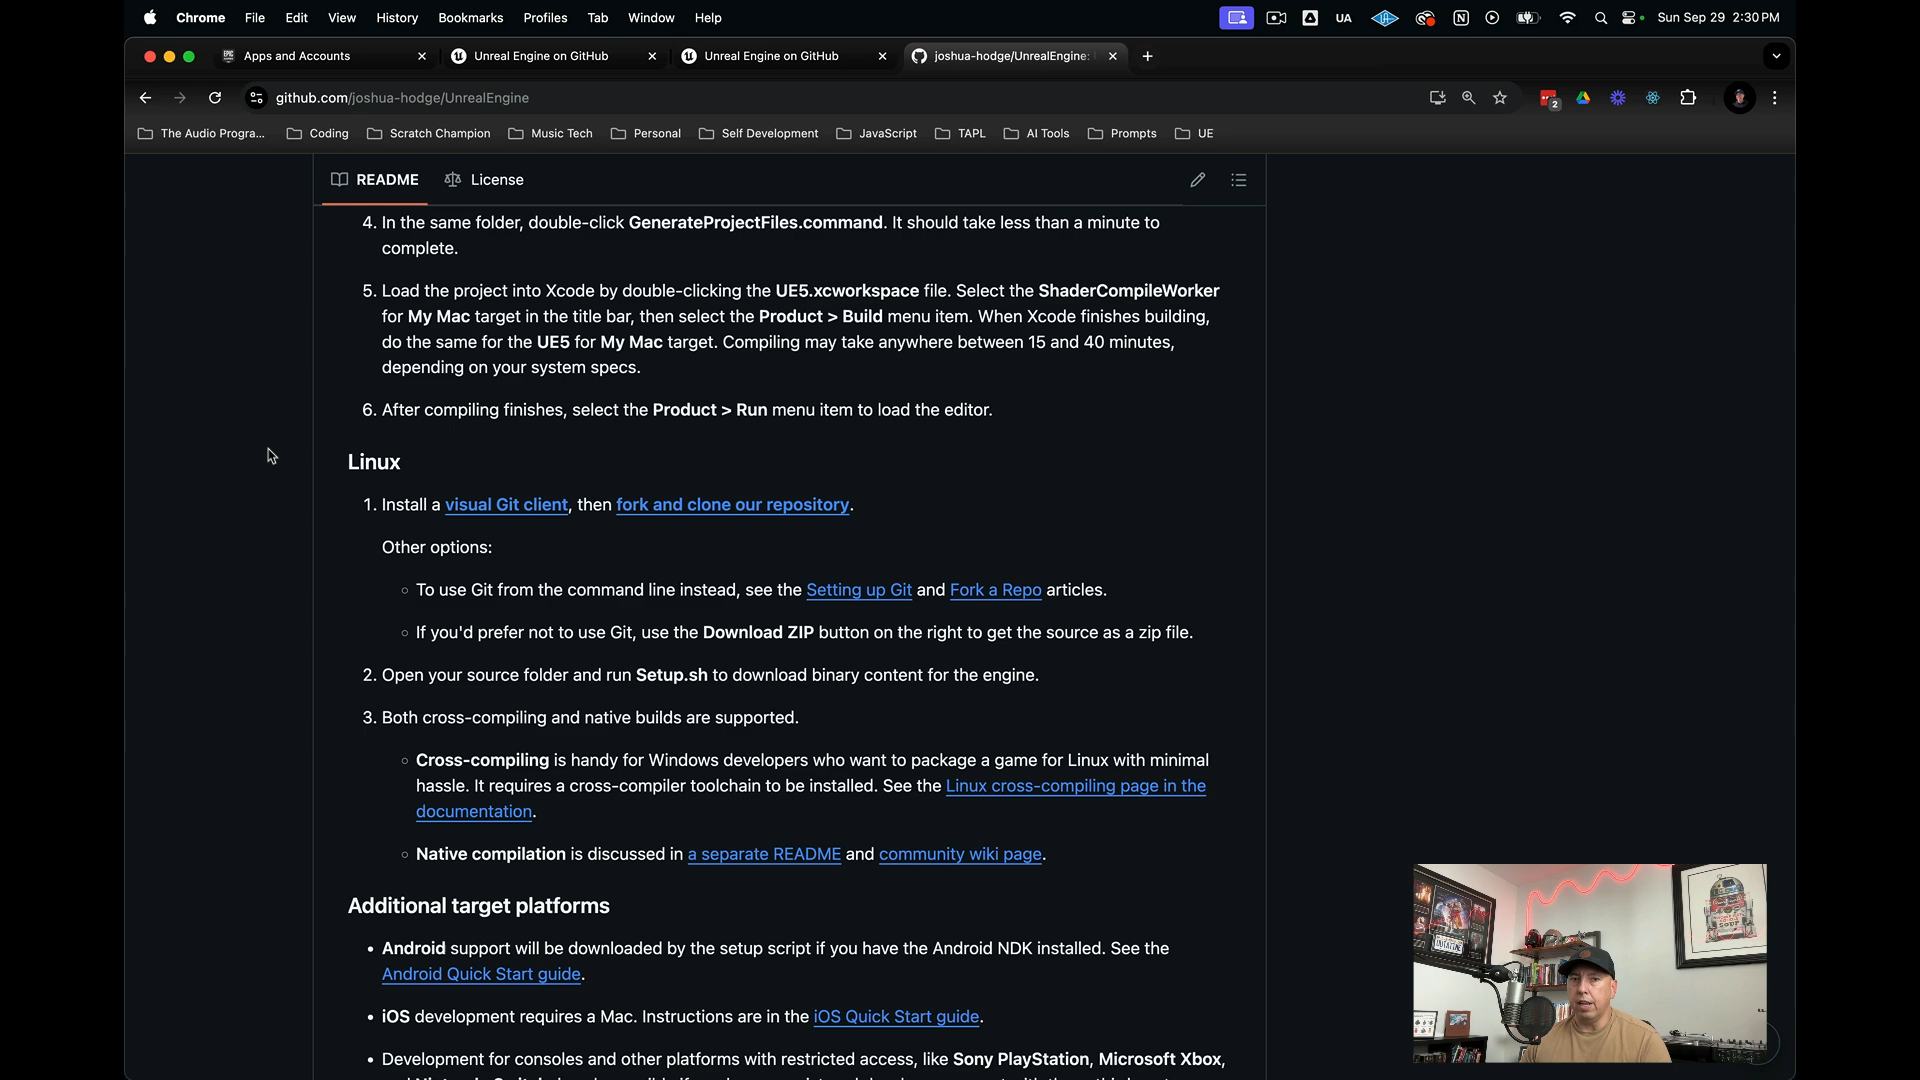 Chrome File Edit View History Bookmarks Profiles Tab Window Help
UA
Sun Sep 29 2:30 PM
Apps and Accounts
Unreal Engine on GitHub
Unreal Engine on GitHub
joshua-hodge/UnrealEngine:
github.com/joshua-hodge/UnrealEngine
2
The Audio Progra...
Coding
Scratch Champion
Music Tech
Personal
Self Development
JavaScript
TAPL
AI Tools
Prompts
UE
README
License
4. In the same folder, double-click GenerateProjectFiles.command. It should take less than a minute to
complete.
5. Load the project into Xcode by double-clicking the UE5.xcworkspace file. Select the ShaderCompileWorker
for My Mac target in the title bar, then select the Product > Build menu item. When Xcode finishes building,
do the same for the UE5 for My Mac target. Compiling may take anywhere between 15 and 40 minutes,
depending on your system specs.
6. After compiling finishes, select the Product > Run menu item to load the editor.
Linux
1. Install a visual Git client, then fork and clone our repository.
Other options:
To use Git from the command line instead, see the Setting up Git and Fork a Repo articles.
If you'd prefer not to use Git, use the Download ZIP button on the right to get the source as a zip file.
2. Open your source folder and run Setup.sh to download binary content for the engine.
3. Both cross-compiling and native builds are supported.
Cross-compiling is handy for Windows developers who want to package a game for Linux with minimal
hassle. It requires a cross-compiler toolchain to be installed. See the Linux cross-compiling page in the
documentation.
Native compilation is discussed in a separate README and community wiki page.
Additional target platforms
Android support will be downloaded by the setup script if you have the Android NDK installed. See the
Android Quick Start guide.
iOS development requires a Mac. Instructions are in the iOS Quick Start guide.
Development for consoles and other platforms with restricted access, like Sony PlayStation, Microsoft Xbox,